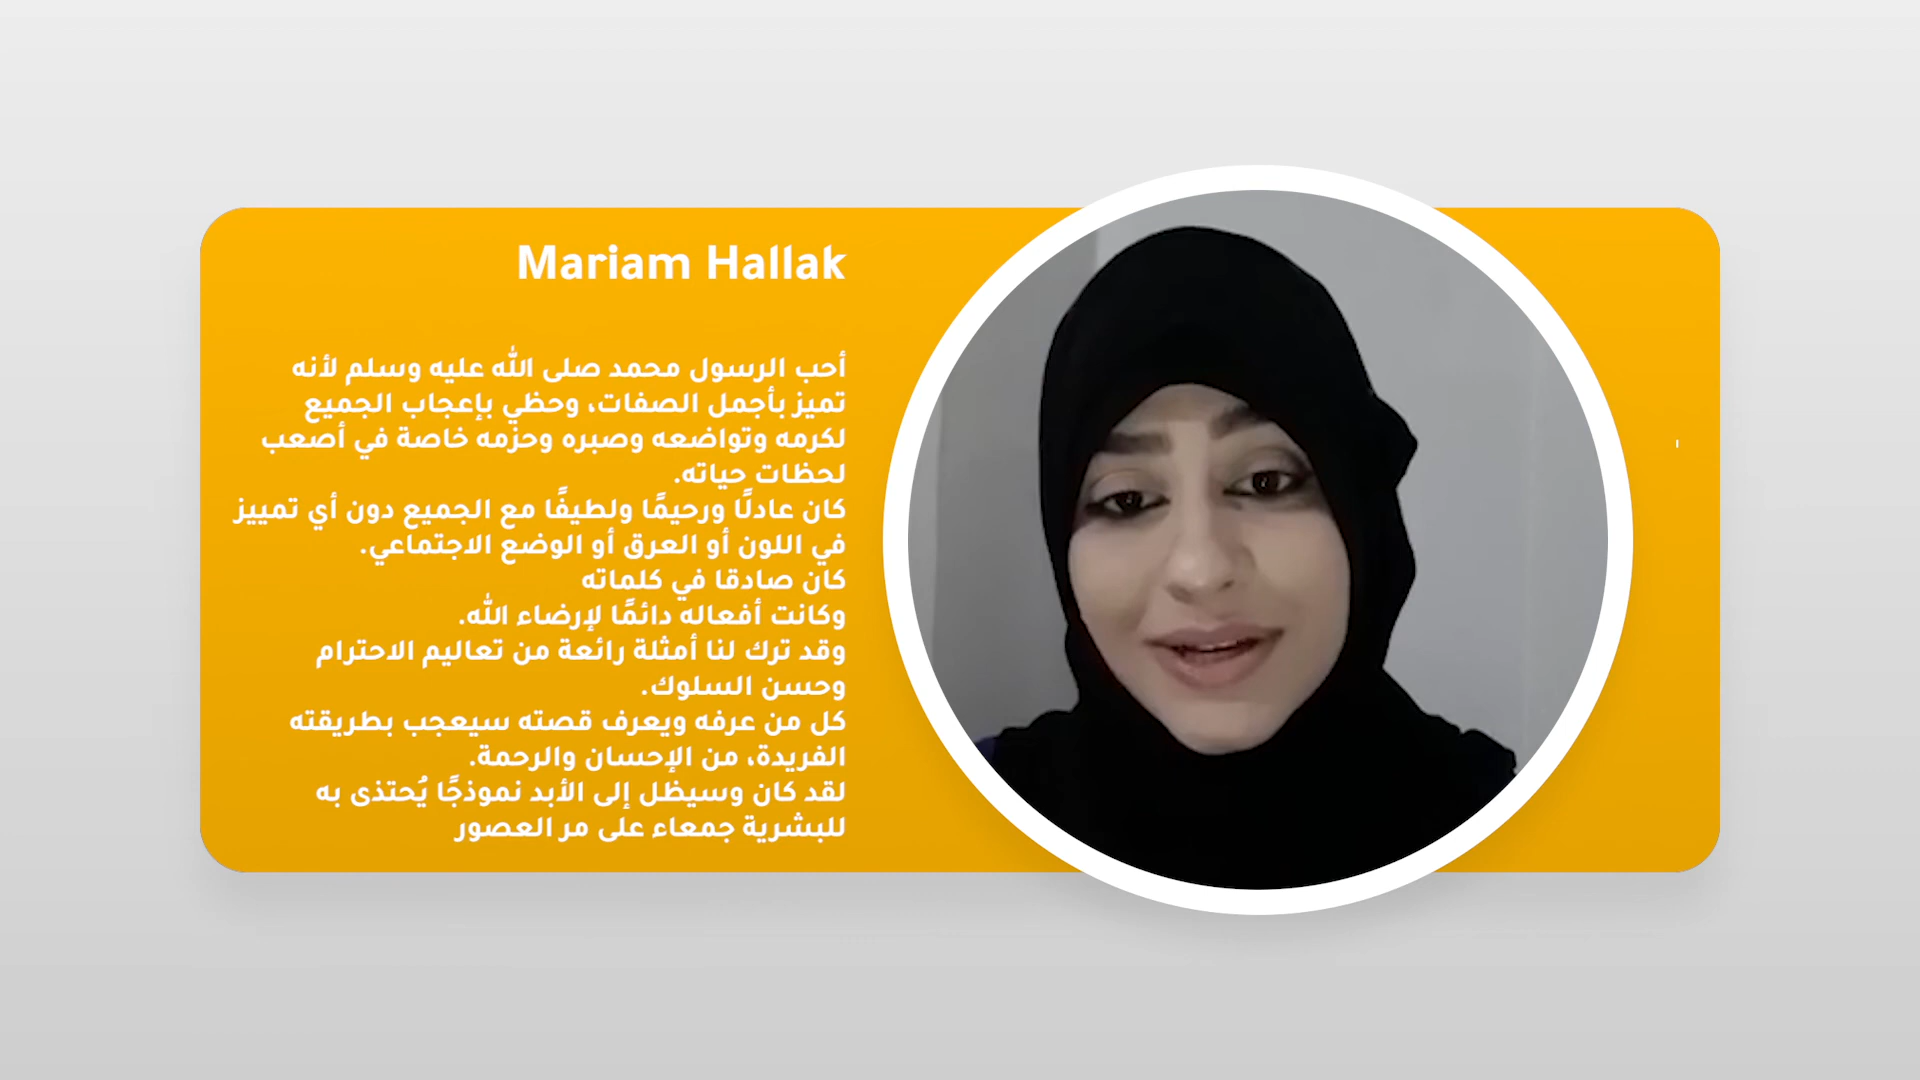 Mariam Hallak
أحب الرسول محمد صلى الله عليه وسلم لأنه
تميز بأجمل الصفات، وحظي بإعجاب الجميع
لكرمه وتواضعه وصبره وحزمه خاصة في أصعب
لحظات حياته.
كان عادلًا ورحيمًا ولطيفًا مع الجميع دون أي تمييز
في اللون أو العرق أو الوضع الاجتماعي.
كان صادقا في كلماته
وكانت أفعاله دائمًا لإرضاء الله.
وقد ترك لنا أمثلة رائعة من تعاليم الاحترام
وحسن السلوك.
كل من عرفه ويعرف قصته سيعجب بطريقته
الفريدة، من الإحسان والرحمة.
لقد كان وسيظل إلى الأبد نموذجًا يُحتذى به
للبشرية جمعاء على مر العصور